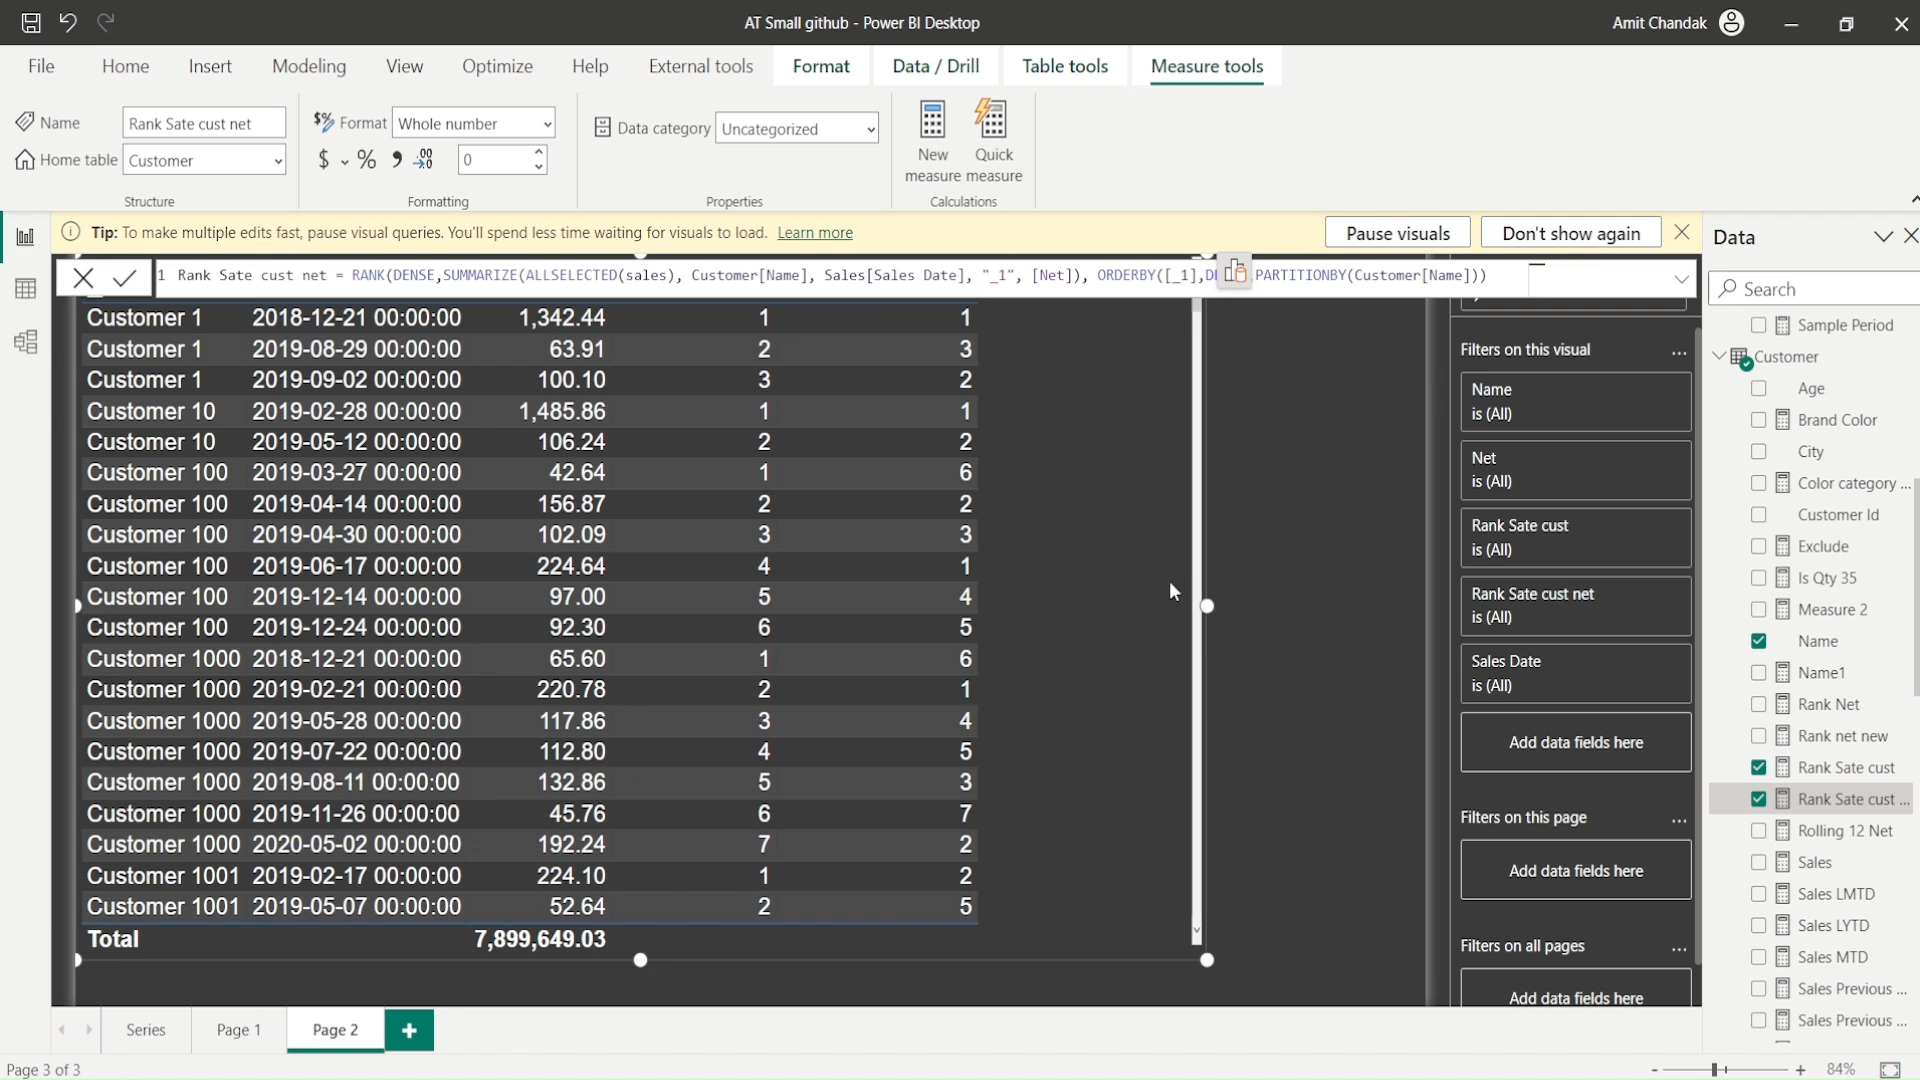 AT Small github - Power BI Desktop
Amit Chandak
File Home Insert Modeling View Optimize Help External tools Format Data / Drill Table tools Measure tools
Name Rank Sate cust net
Home table Customer
Structure
$% Format Whole number
$ % 0
Formatting
Data category Uncategorized
Properties
New measure
Quick measure
Calculations
Tip: To make multiple edits fast, pause visual queries. You'll spend less time waiting for visuals to load. Learn more
Pause visuals Don't show again
1 Rank Sate cust net = RANK(DENSE,SUMMARIZE(ALLSELECTED(sales), Customer[Name], Sales[Sales Date], "_1", [Net]), ORDERBY([_1], PARTITIONBY(Customer[Name]))
Customer 1 2018-12-21 00:00:00 1,342.44 1 1
Customer 1 2019-08-29 00:00:00 63.91 2 3
Customer 1 2019-09-02 00:00:00 100.10 3 2
Customer 10 2019-02-28 00:00:00 1,485.86 1 1
Customer 10 2019-05-12 00:00:00 106.24 2 2
Customer 100 2019-03-27 00:00:00 42.64 1 6
Customer 100 2019-04-14 00:00:00 156.87 2 2
Customer 100 2019-04-30 00:00:00 102.09 3 3
Customer 100 2019-06-17 00:00:00 224.64 4 1
Customer 100 2019-12-14 00:00:00 97.00 5 4
Customer 100 2019-12-24 00:00:00 92.30 6 5
Customer 1000 2018-12-21 00:00:00 65.60 1 6
Customer 1000 2019-02-21 00:00:00 220.78 2 1
Customer 1000 2019-05-28 00:00:00 117.86 3 4
Customer 1000 2019-07-22 00:00:00 112.80 4 5
Customer 1000 2019-08-11 00:00:00 132.86 5 3
Customer 1000 2019-11-26 00:00:00 45.76 6 7
Customer 1000 2020-05-02 00:00:00 192.24 7 2
Customer 1001 2019-02-17 00:00:00 224.10 1 2
Customer 1001 2019-05-07 00:00:00 52.64 2 5
Total 7,899,649.03
Filters on this visual ...
Name
is (All)
Net
is (All)
Rank Sate cust
is (All)
Rank Sate cust net
is (All)
Sales Date
is (All)
Add data fields here
Filters on this page ...
Add data fields here
Filters on all pages ...
Add data fields here
Data
Search
Sample Period
Customer
Age
Brand Color
City
Color category ...
Customer Id
Exclude
Is Qty 35
Measure 2
Name
Name1
Rank Net
Rank net new
Rank Sate cust
Rank Sate cust ...
Rolling 12 Net
Sales
Sales LMTD
Sales LYTD
Sales MTD
Sales Previous ...
Sales Previous ...
Series Page 1 Page 2 +
Page 3 of 3
- + 84%